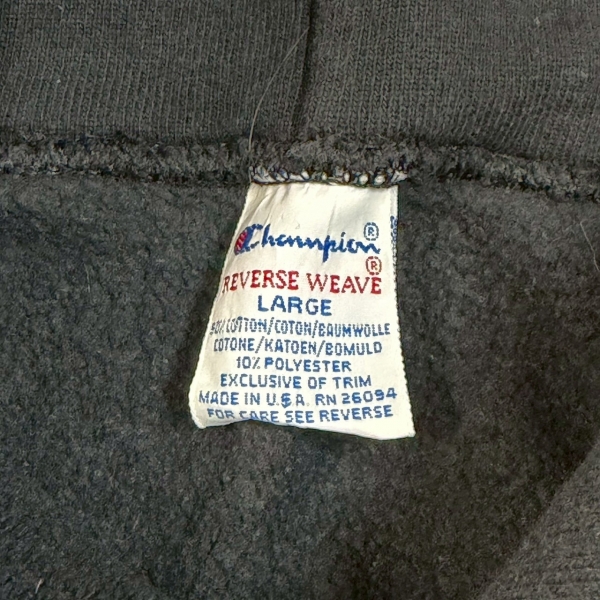 Champion®
®
REVERSE WEAVE
LARGE
90% COTTON/COTON/BAUMWOLLE
COTONE/KATOEN/BOMULD
10% POLYESTER
EXCLUSIVE OF TRIM
MADE IN U.S.A. RN 26094
FOR CARE SEE REVERSE